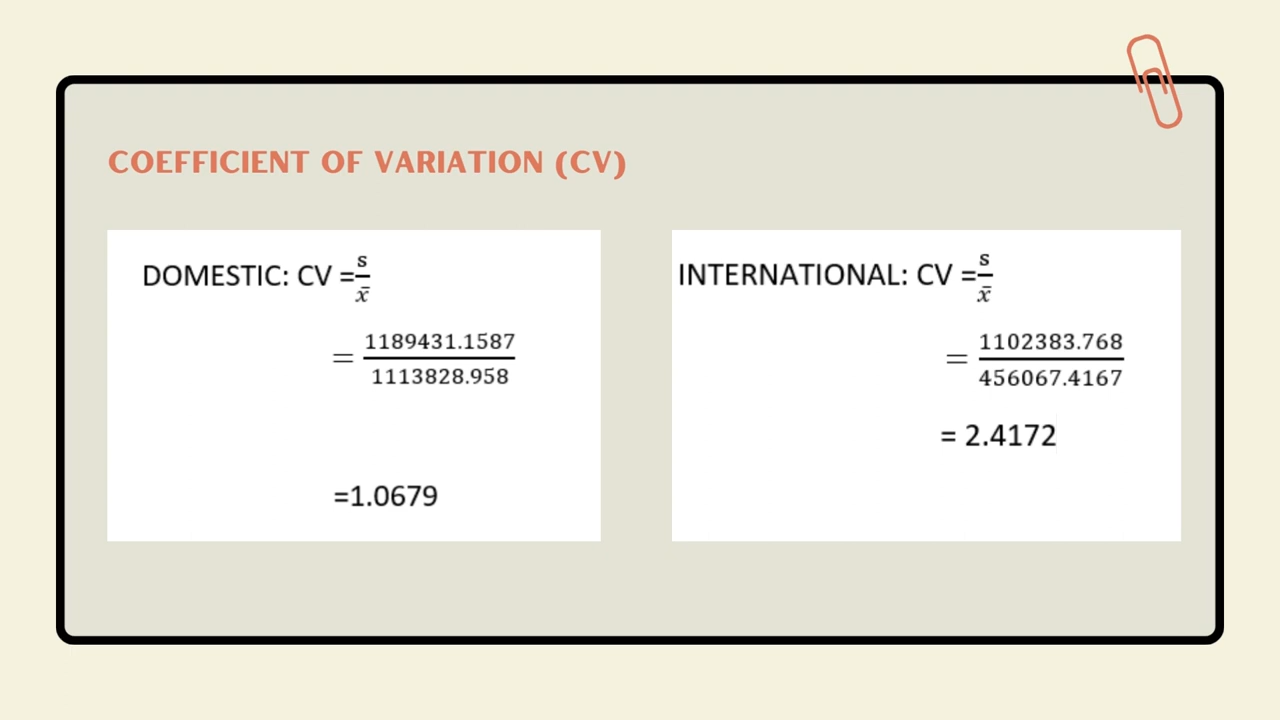 COEFFICIENT OF VARIATION (CV)
DOMESTIC: CV =s/x̄
= 1189431.1587/1113828.958
=1.0679
INTERNATIONAL: CV =s/x̄
= 1102383.768/456067.4167
= 2.4172